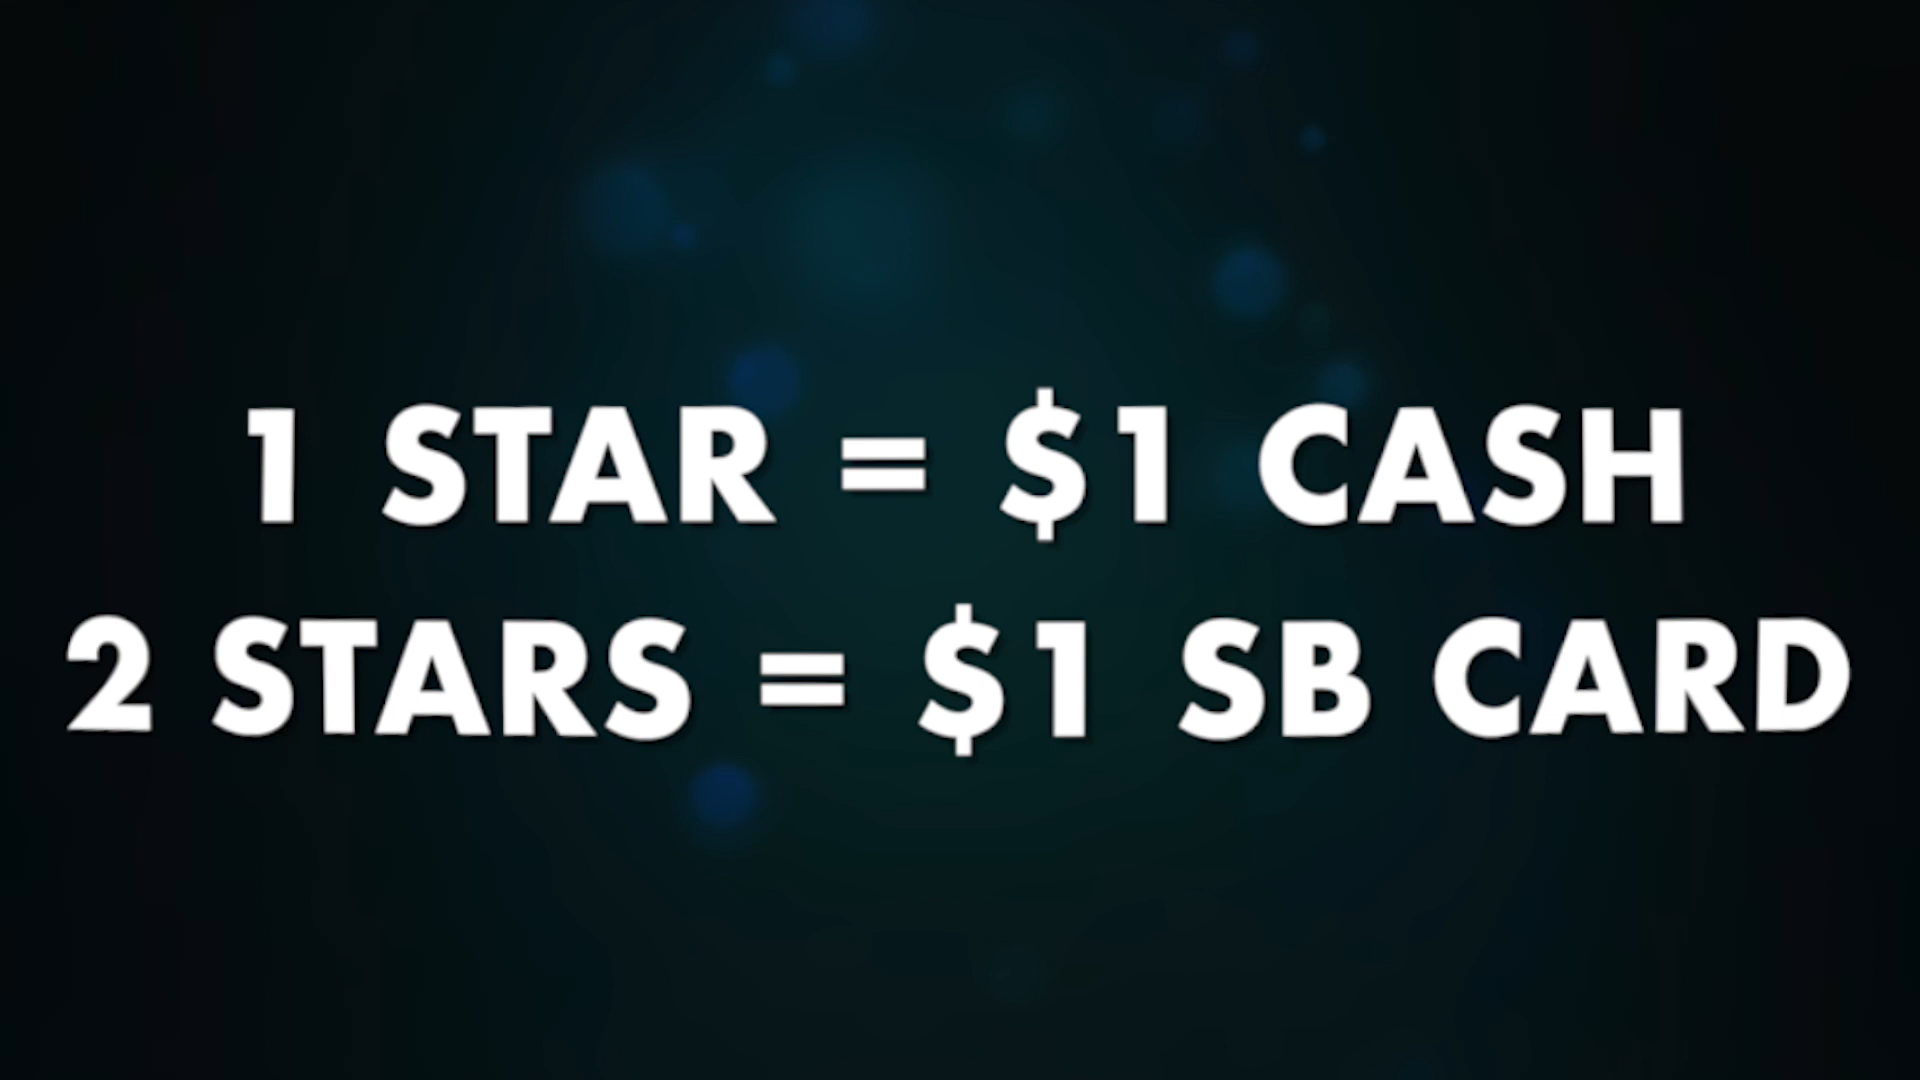 1 STAR = $1 CASH
2 STARS = $1 SB CARD